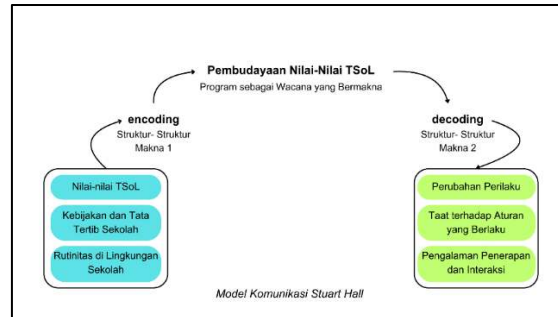 Pembudayaan Nilai-Nilai TSoL
Program sebagai Wacana yang Bermakna
encoding
Struktur- Struktur
Makna 1
decoding
Struktur- Struktur
Makna 2
Nilai-nilai TSoL
Kebijakan dan Tata
Tertib Sekolah
Rutinitas di Lingkungan
Sekolah
Perubahan Perilaku
Taat terhadap Aturan
yang Berlaku
Pengalaman Penerapan
dan Interaksi
Model Komunikasi Stuart Hall